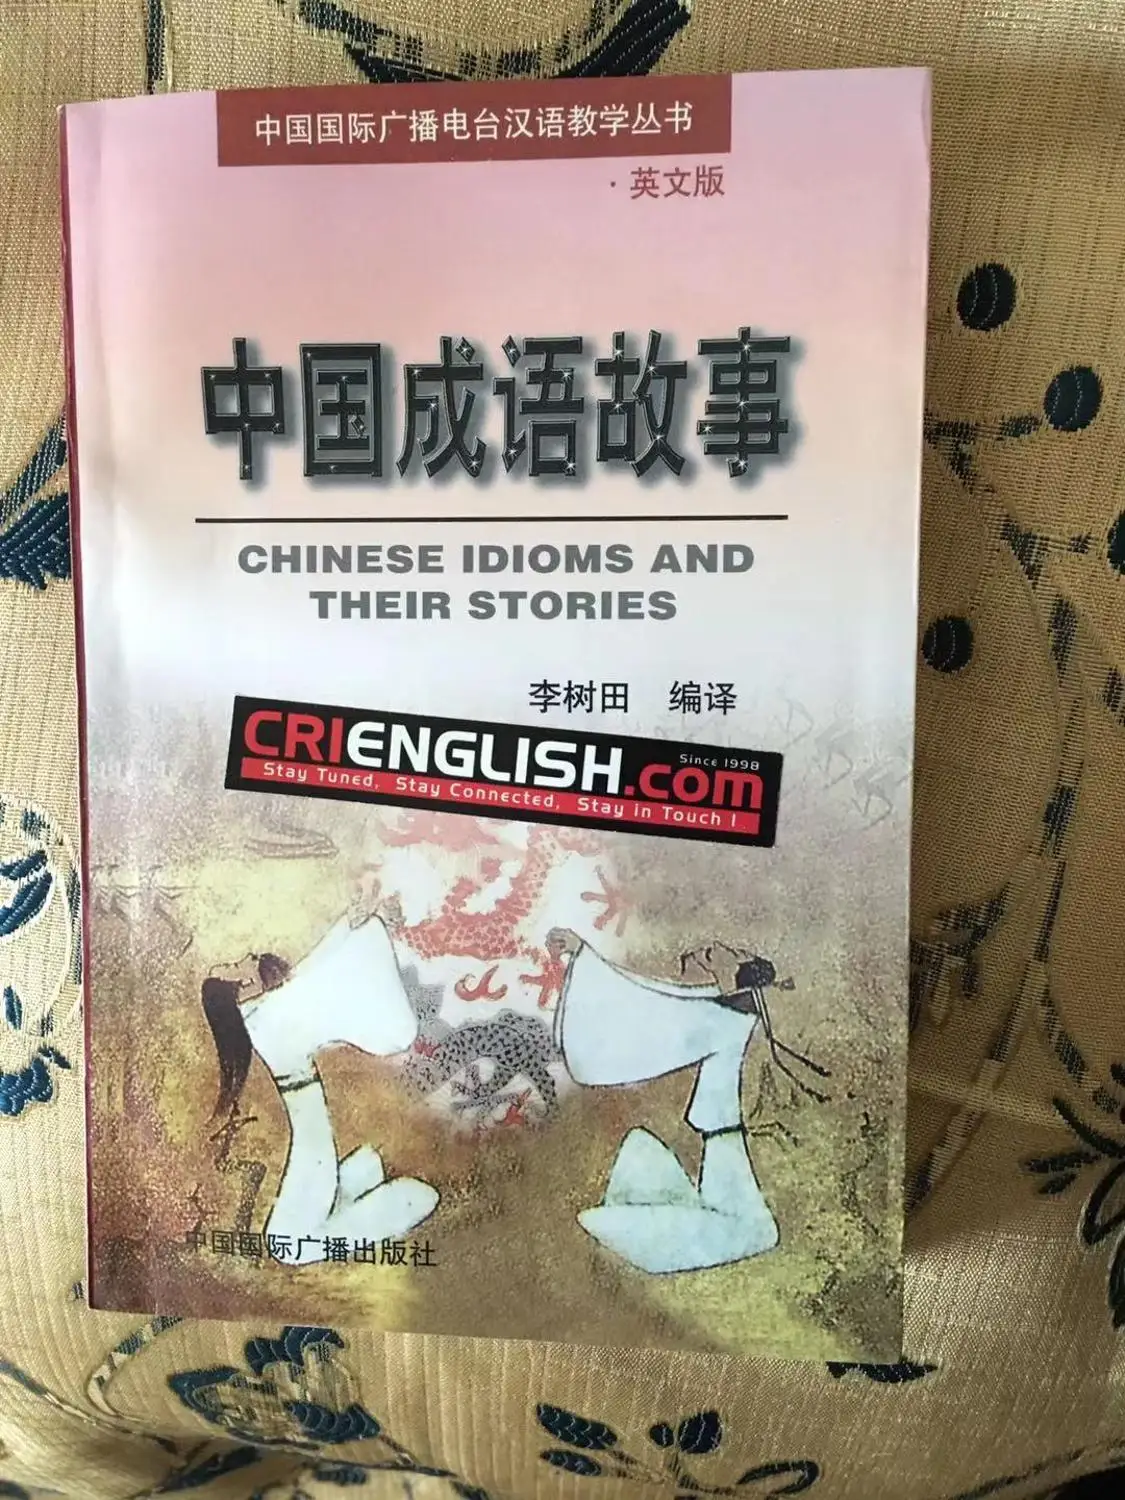 中国国际广播电台汉语教学丛书
·英文版
中国成语故事
CHINESE IDIOMS AND
THEIR STORIES
李树田 编译
Since 1998
CRIENGLISH.com
Stay Tuned, Stay Connected, Stay in Touch !
中国国际广播出版社